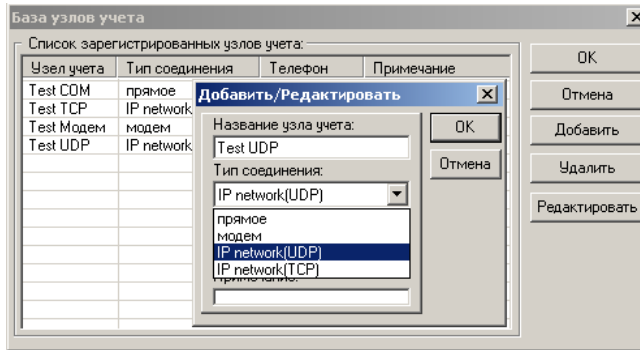 База узлов учета
Список зарегистрированных узлов учета:
Узел учета Тип соединения Телефон Примечание
Test COM прямое
Test TCP IP network
Test Модем модем
Test UDP IP network
Добавить/Редактировать
Название узла учета:
Test UDP
Тип соединения:
IP network(UDP)
прямое
модем
IP network(UDP)
IP network(TCP)
Примечание:
OK
Отмена
OK
Отмена
Добавить
Удалить
Редактировать